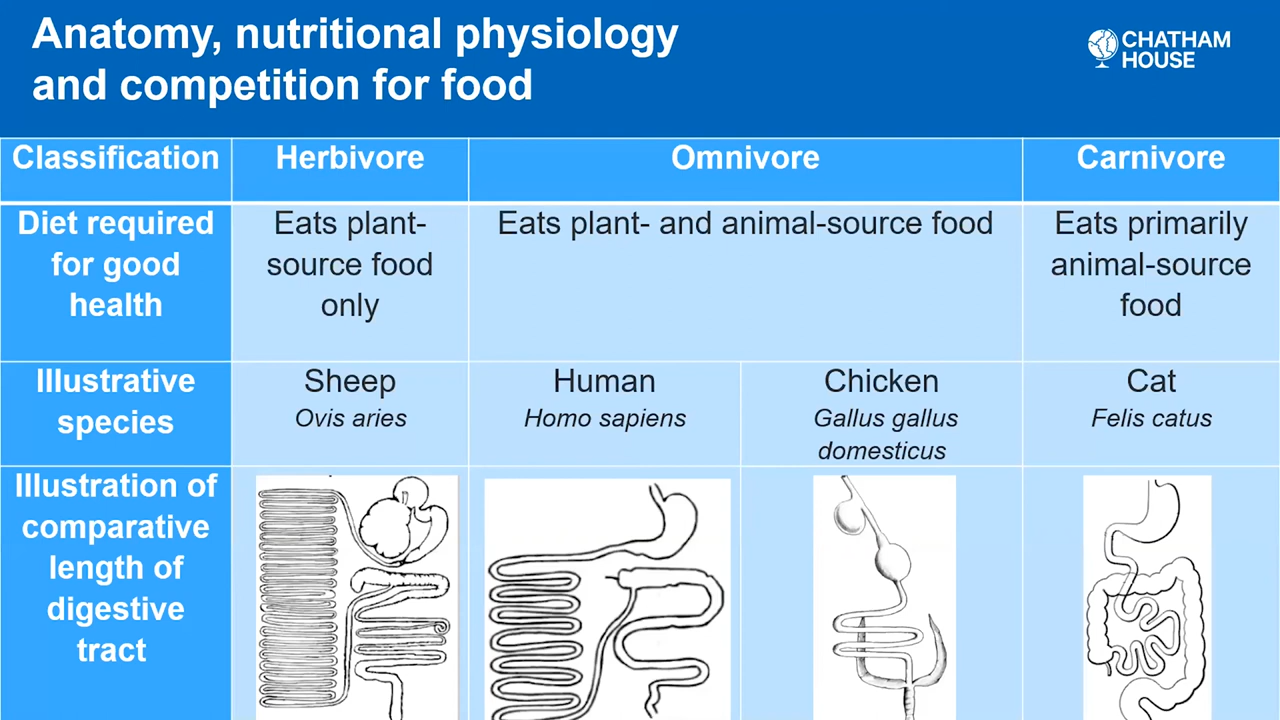 Anatomy, nutritional physiology
and competition for food
CHATHAM
HOUSE
Classification
Herbivore
Omnivore
Carnivore
Diet required
for good
health
Eats plant-
source food
only
Eats plant- and animal-source food
Eats primarily
animal-source
food
Illustrative
species
Sheep
Ovis aries
Human
Homo sapiens
Chicken
Gallus gallus
domesticus
Cat
Felis catus
Illustration of
comparative
length of
digestive
tract